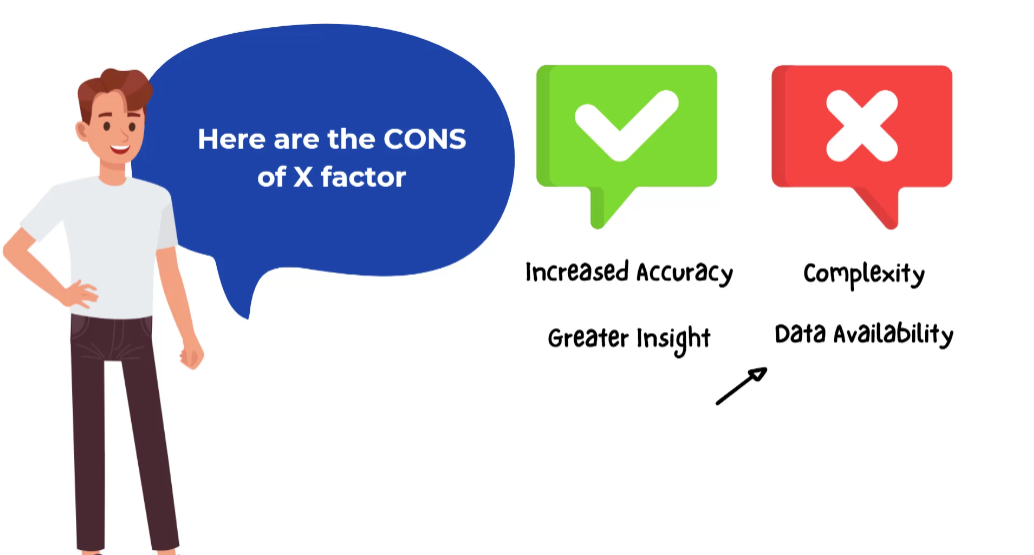 Here are the CONS
of X factor
Increased Accuracy
Greater Insight
Complexity
Data Availability